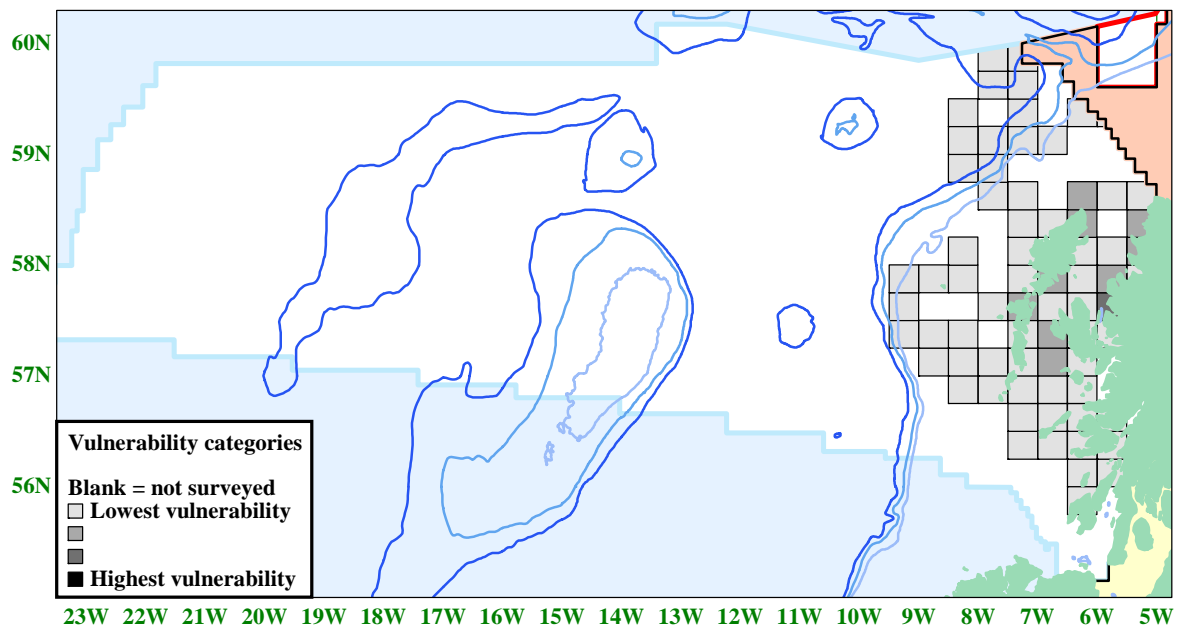 60N
59N
58N
57N
56N
Vulnerability categories
Blank = not surveyed
Lowest vulnerability
Highest vulnerability
23W 22W 21W 20W 19W 18W 17W 16W 15W 14W 13W 12W 11W 10W 9W 8W 7W 6W 5W